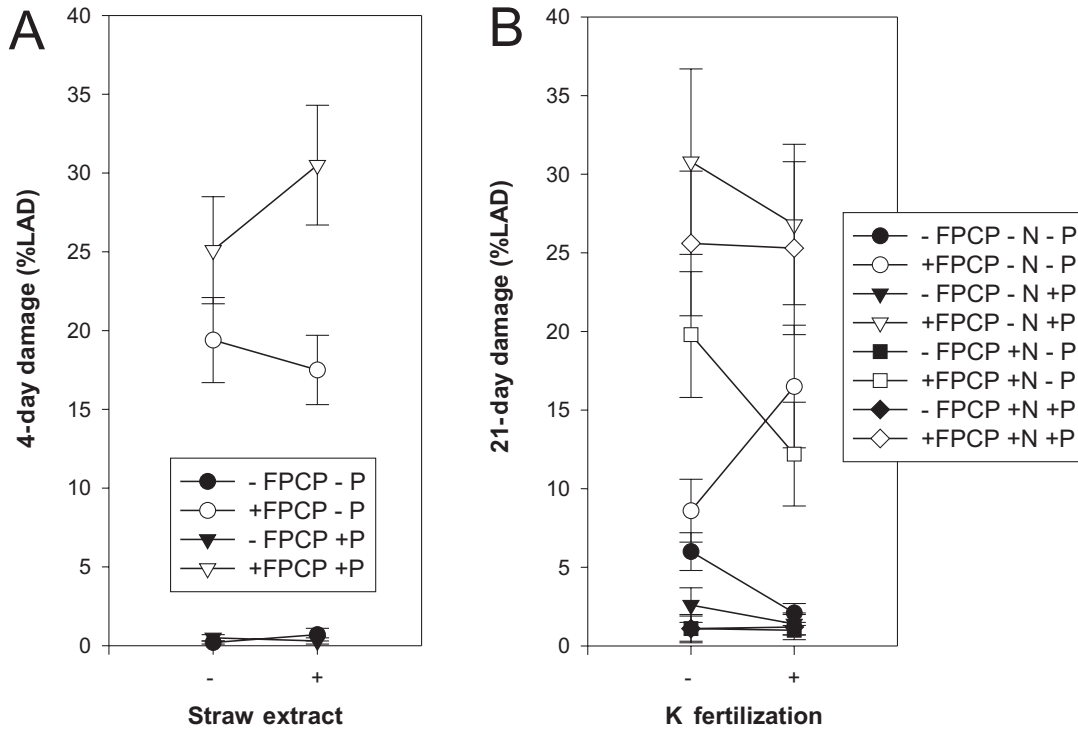 A
40
35
30
25
20
15
10
5
0
4-day damage (%LAD)
- FPCP - P
+FPCP - P
- FPCP +P
+FPCP +P
-
+
Straw extract
B
40
35
30
25
20
15
10
5
0
21-day damage (%LAD)
- FPCP - N - P
+FPCP - N - P
- FPCP - N +P
+FPCP - N +P
- FPCP +N - P
+FPCP +N - P
- FPCP +N +P
+FPCP +N +P
-
+
K fertilization